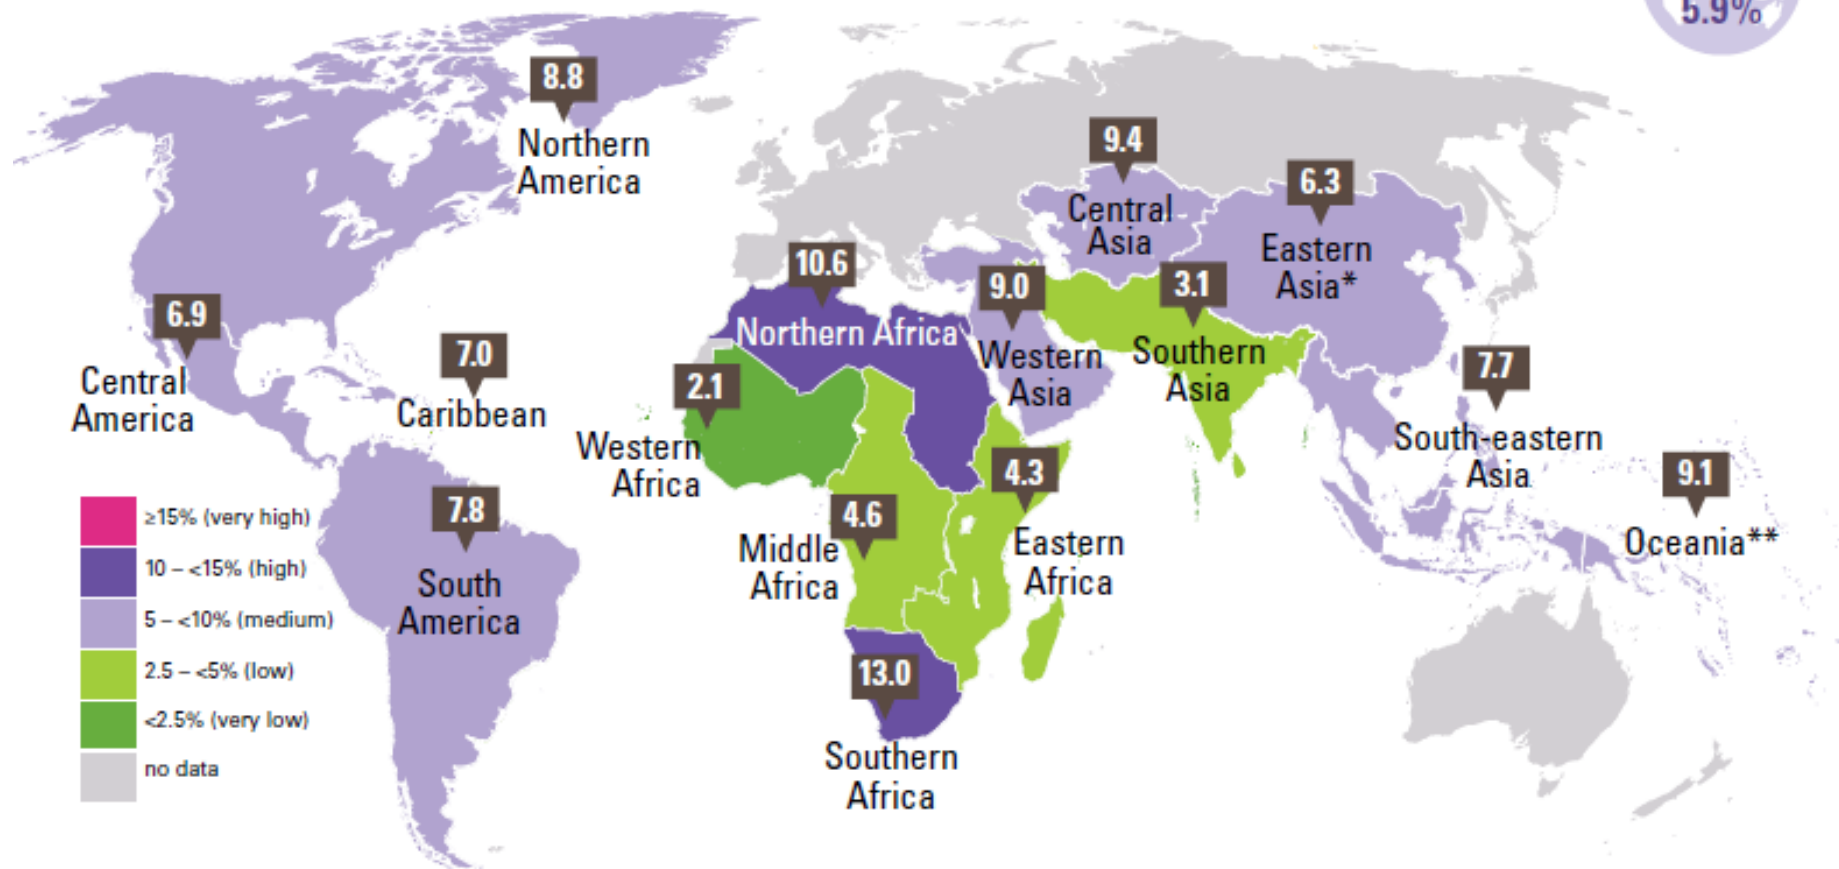 5.9%
8.8
Northern
America
9.4
Central
Asia
6.3
Eastern
Asia*
10.6
Northern Africa
9.0
Western
Asia
3.1
Southern
Asia
6.9
Central
America
7.0
Caribbean
2.1
Western
Africa
7.7
South-eastern
Asia
9.1
Oceania**
7.8
South
America
4.6
Middle
Africa
4.3
Eastern
Africa
13.0
Southern
Africa
≥15% (very high)
10 – <15% (high)
5 – <10% (medium)
2.5 – <5% (low)
<2.5% (very low)
no data